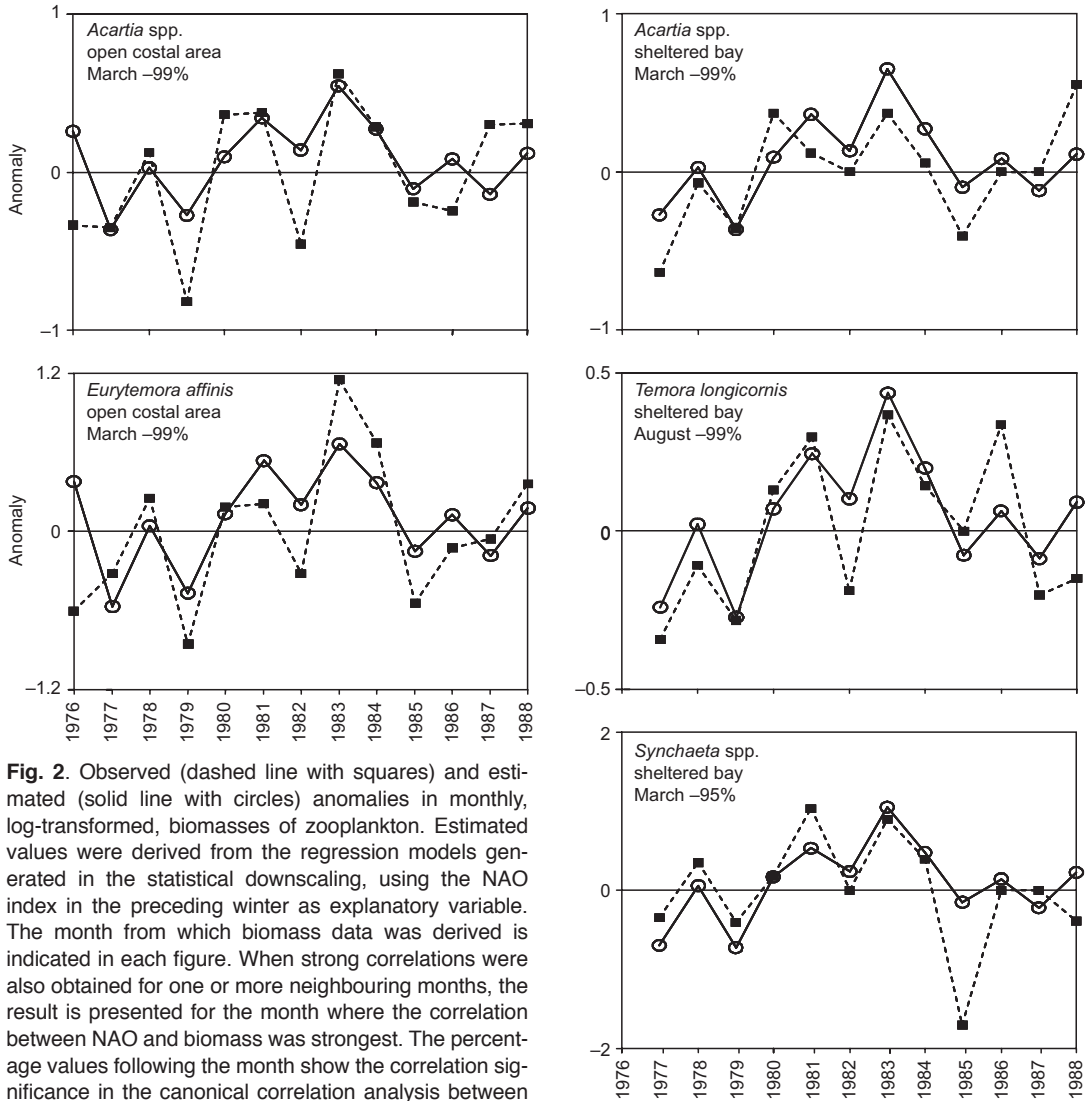 1
Acartia spp.
open costal area
March –99%
Anomaly
0
–1
1
Acartia spp.
sheltered bay
March –99%
0
–1
1.2
Eurytemora affinis
open costal area
March –99%
Anomaly
0
–1.2
1976
1977
1978
1979
1980
1981
1982
1983
1984
1985
1986
1987
1988
0.5
Temora longicornis
sheltered bay
August –99%
0
–0.5
2
Synchaeta spp.
sheltered bay
March –95%
0
–2
1976
1977
1978
1979
1980
1981
1982
1983
1984
1985
1986
1987
1988
Fig. 2. Observed (dashed line with squares) and esti-
mated (solid line with circles) anomalies in monthly,
log-transformed, biomasses of zooplankton. Estimated
values were derived from the regression models gen-
erated in the statistical downscaling, using the NAO
index in the preceding winter as explanatory variable.
The month from which biomass data was derived is
indicated in each figure. When strong correlations were
also obtained for one or more neighbouring months, the
result is presented for the month where the correlation
between NAO and biomass was strongest. The percent-
age values following the month show the correlation sig-
nificance in the canonical correlation analysis between